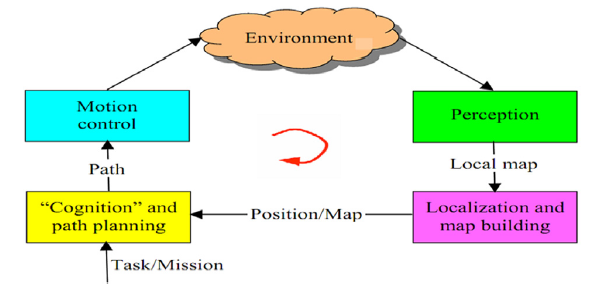 Environment
Motion
control
Perception
Path
Local map
"Cognition" and
path planning
Position/Map
Localization and
map building
Task/Mission